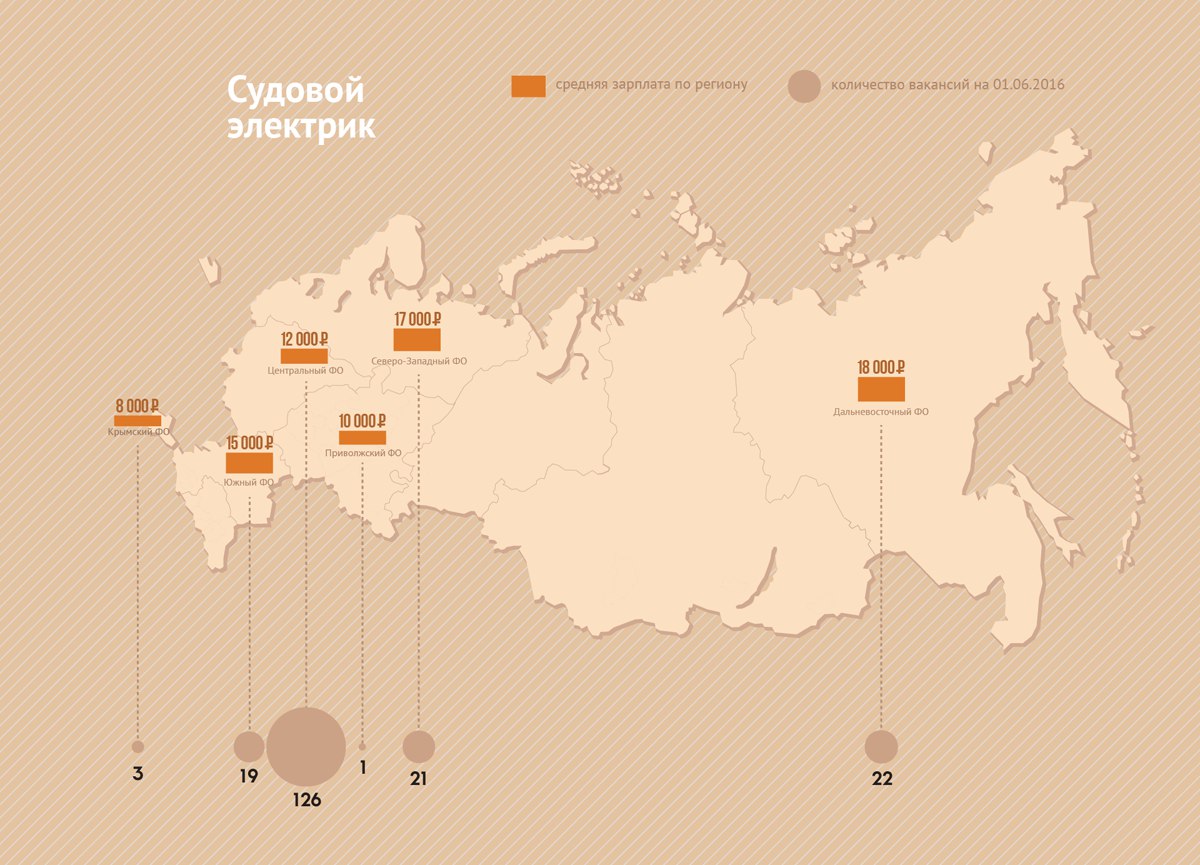 Судовой
электрик
средняя зарплата по региону
количество вакансий на 01.06.2016
17 000 ₽
Северо-Западный ФО
12 000 ₽
Центральный ФО
18 000 ₽
Дальневосточный ФО
8 000 ₽
Крымский ФО
10 000 ₽
Приволжский ФО
15 000 ₽
Южный ФО
3
19
126
1
21
22